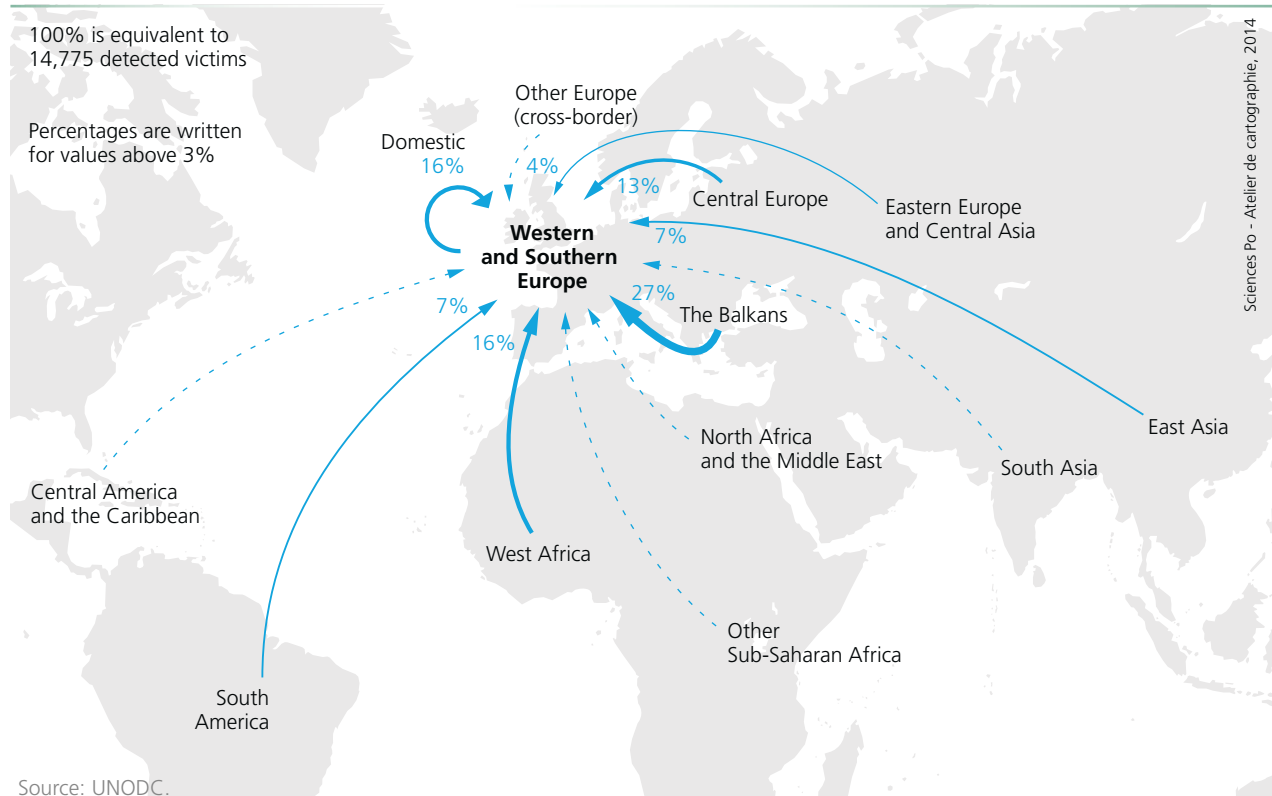 100% is equivalent to
14,775 detected victims
Percentages are written
for values above 3%
Sciences Po - Atelier de cartographie, 2014
Other Europe
(cross-border)
Domestic
16%
4%
13%
Central Europe
Eastern Europe
and Central Asia
7%
Western
and Southern
Europe
27%
The Balkans
7%
16%
East Asia
North Africa
and the Middle East
South Asia
Central America
and the Caribbean
West Africa
Other
Sub-Saharan Africa
South
America
Source: UNODC.